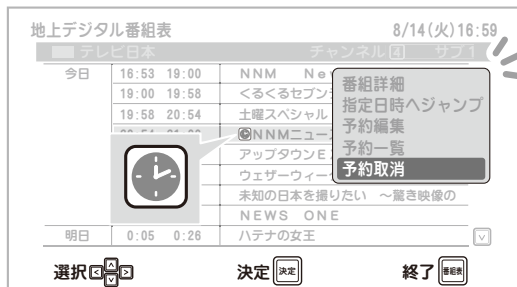 地上デジタル番組表 8/14(火)16:59
テレビ日本 チャンネル4 サブ1
今日 16:53 19:00 NNM Ne
19:00 19:58 くるくるセブン
19:58 20:54 土曜スペシャル
NNMニュー
アップタウンE
ウェザーウィー
未知の日本を撮りたい ~驚き映像の
NEWS ONE
明日 0:05 0:26 ハテナの女王
番組詳細
指定日時へジャンプ
予約編集
予約一覧
予約取消
選択 決定 決定 終了 番組表